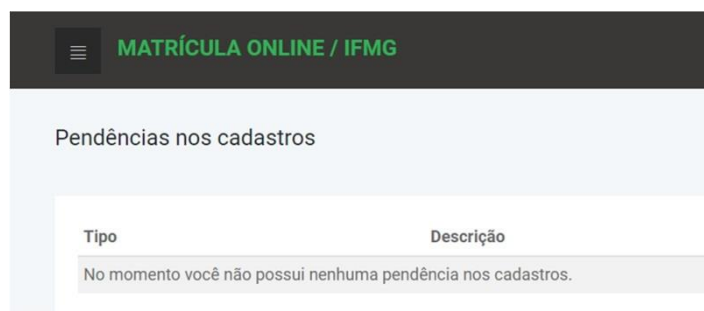 MATRÍCULA ONLINE / IFMG
Pendências nos cadastros
Tipo Descrição
No momento você não possui nenhuma pendência nos cadastros.